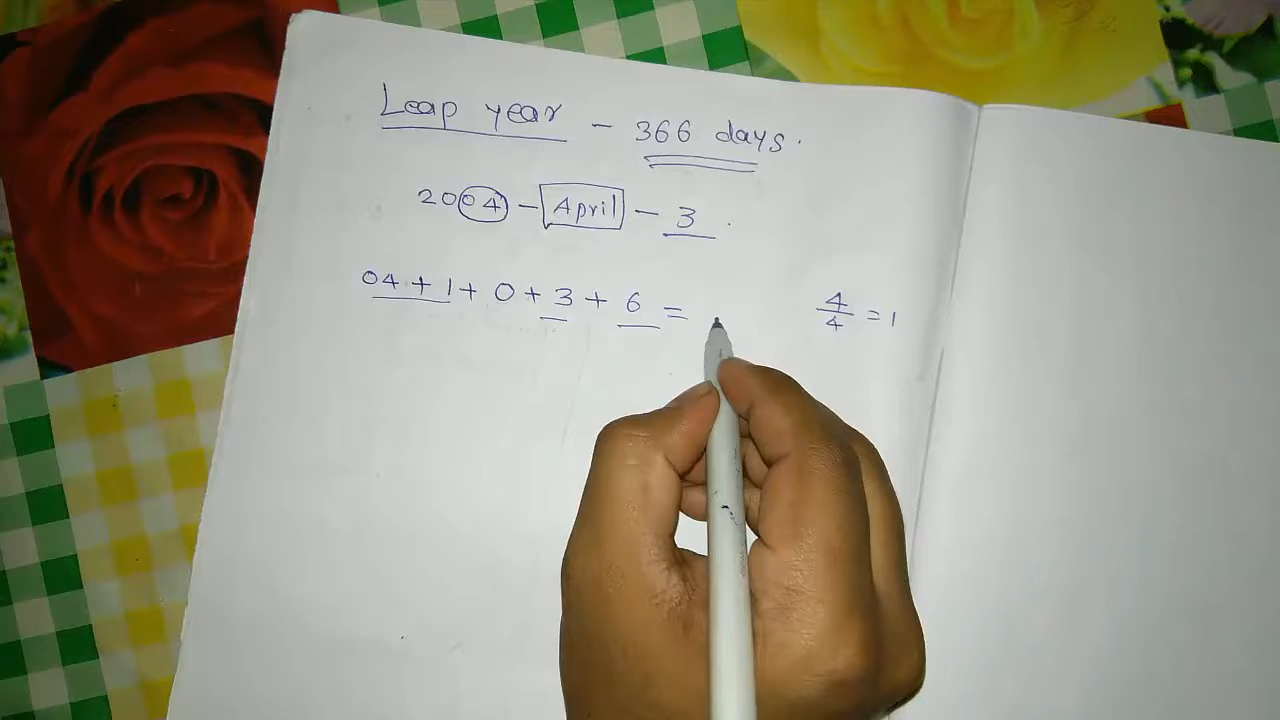 Leap year - 366 days.
2004 - April - 3.
04 + 1 + 0 + 3 + 6 =
4/4 = 1